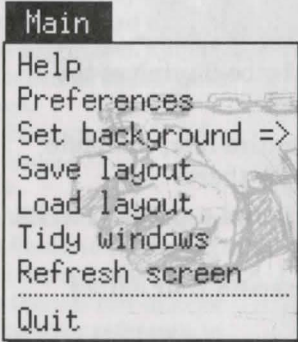 Main
Help
Preferences
Set background =>
Save layout
Load layout
Tidy windows
Refresh screen
Quit